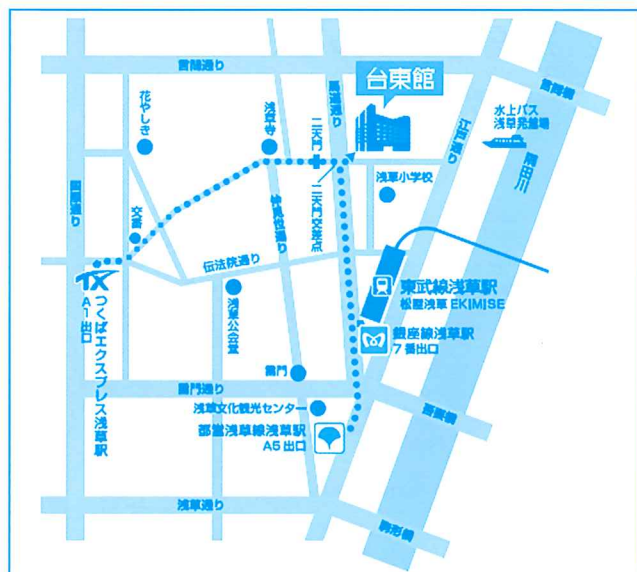 言問通り
言問橋
台東館
馬道通り
江戸通り
水上バス
浅草発着場
隅田川
花やしき
浅草寺
二天門
二天門交差点
浅草小学校
国際通り
交番
仲見世通り
伝法院通り
TX
つくばエクスプレス浅草駅
A1出口
浅草公会堂
東武線浅草駅
松屋浅草 EKIMISE
銀座線浅草駅
7番出口
雷門
雷門通り
吾妻橋
浅草文化観光センター
都営浅草線浅草駅
A5出口
浅草通り
駒形橋